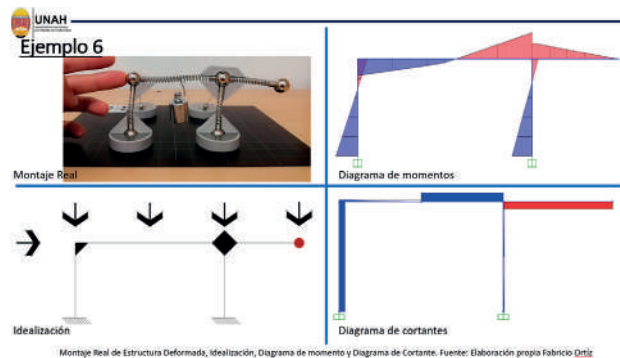 UNAH
Ejemplo 6
Montaje Real
Diagrama de momentos
Idealización
Diagrama de cortantes
Montaje Real de Estructura Deformada, Idealización, Diagrama de momento y Diagrama de Cortante. Fuente: Elaboración propia Fabricio Ortíz